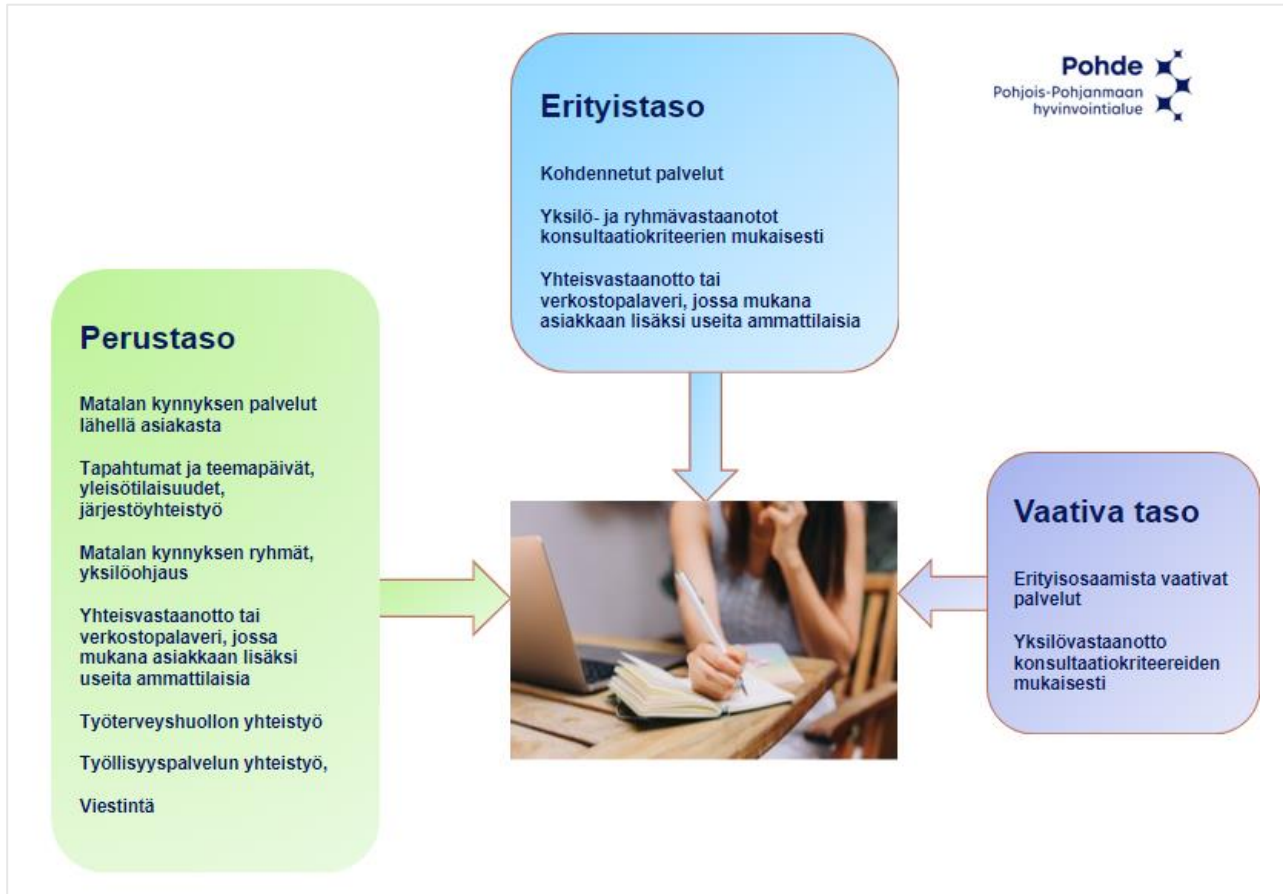 Pohde
Pohjois-Pohjanmaan
hyvinvointialue
Erityistaso
Kohdennetut palvelut
Yksilö- ja ryhmävastaanotot
konsultaatiokriteerien mukaisesti
Yhteisvastaanotto tai
verkostopalaveri, jossa mukana
asiakkaan lisäksi useita ammattilaisia
Perustaso
Matalan kynnyksen palvelut
lähellä asiakasta
Tapahtumat ja teemapäivät,
yleisötilaisuudet,
järjestöyhteistyö
Matalan kynnyksen ryhmät,
yksilöohjaus
Yhteisvastaanotto tai
verkostopalaveri, jossa
mukana asiakkaan lisäksi
useita ammattilaisia
Työterveyshuollon yhteistyö
Työllisyyspalvelun yhteistyö,
Viestintä
Vaativa taso
Erityisosaamista vaativat
palvelut
Yksilövastaanotto
konsultaatiokriteereiden
mukaisesti